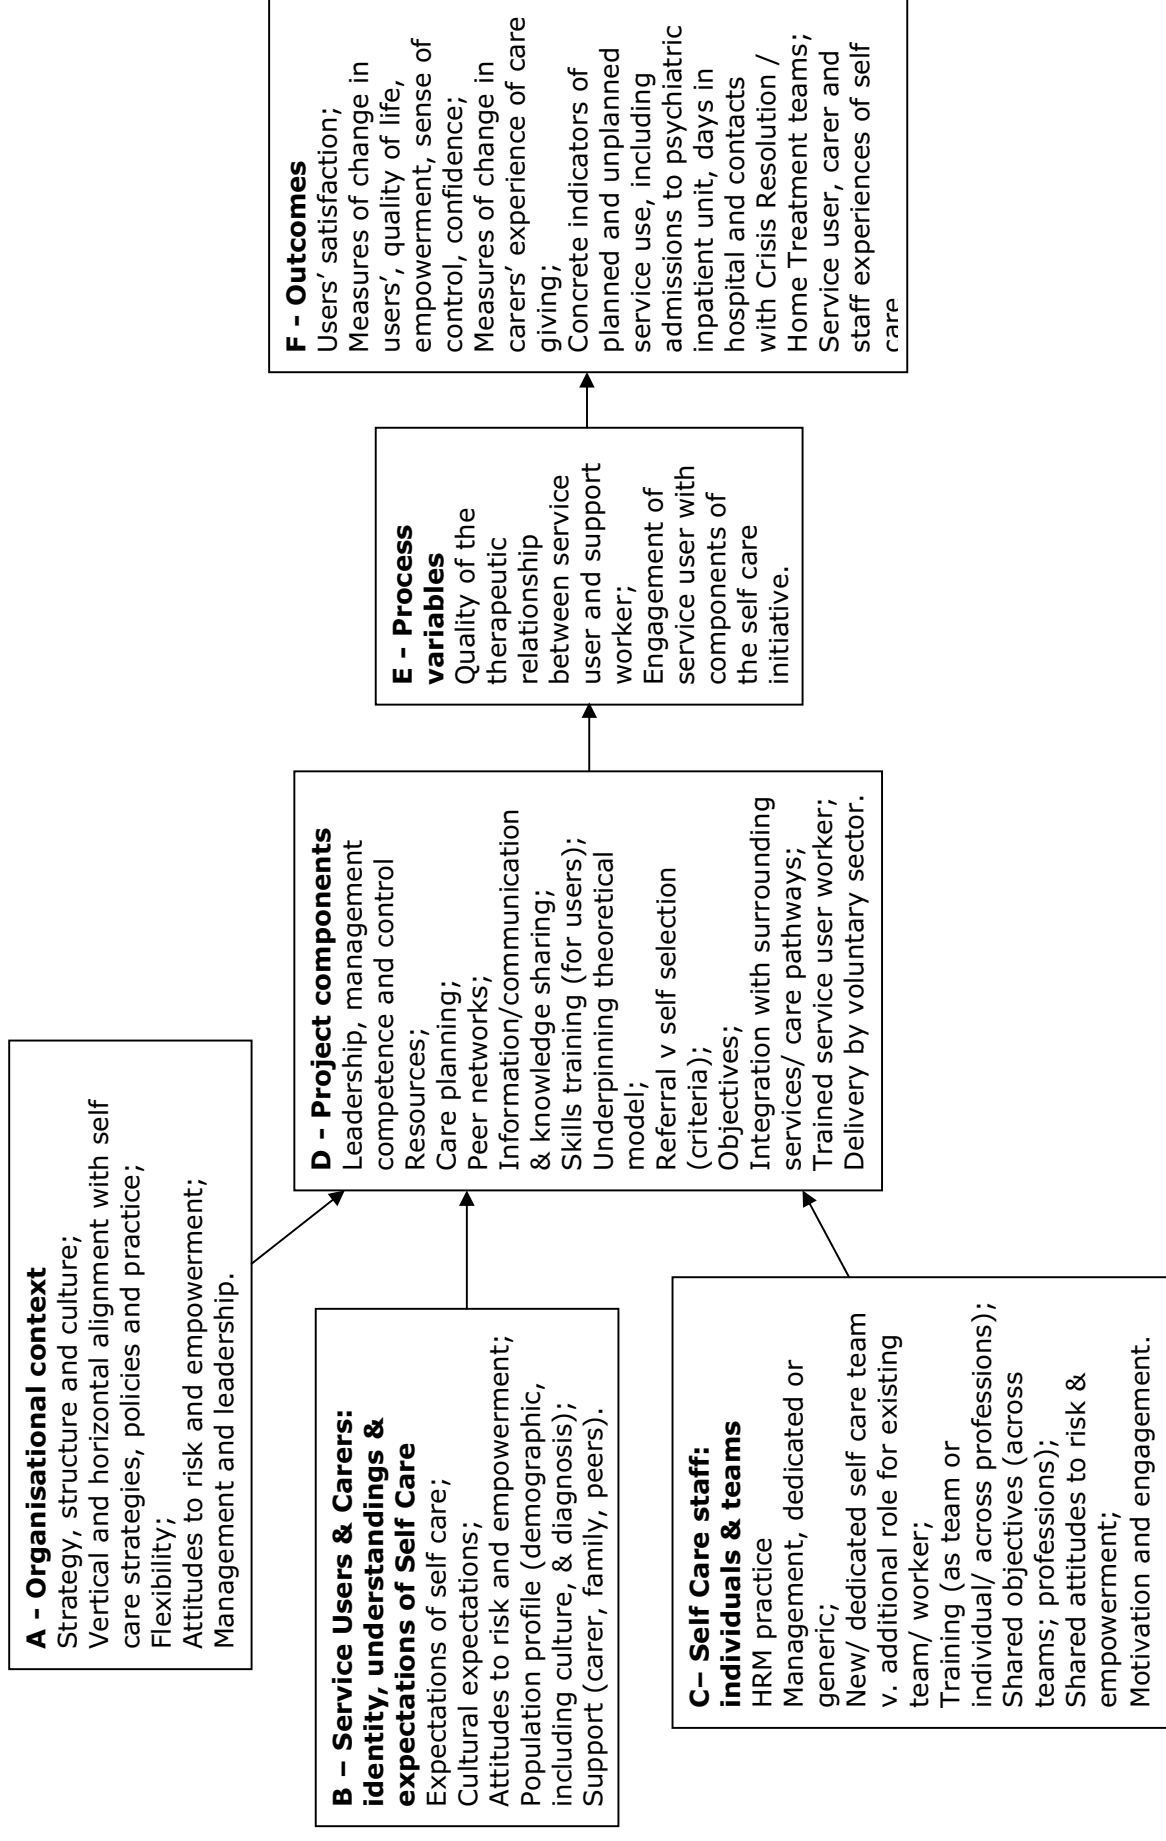 A – Organisational context
Strategy, structure and culture;
Vertical and horizontal alignment with self
care strategies, policies and practice;
Flexibility;
Attitudes to risk and empowerment;
Management and leadership.
B – Service Users & Carers:
identity, understandings &
expectations of Self Care
Expectations of self care;
Cultural expectations;
Attitudes to risk and empowerment;
Population profile (demographic,
including culture, & diagnosis);
Support (carer, family, peers).
C– Self Care staff:
individuals & teams
HRM practice
Management, dedicated or
generic;
New/ dedicated self care team
v. additional role for existing
team/ worker;
Training (as team or
individual/ across professions);
Shared objectives (across
teams; professions);
Shared attitudes to risk &
empowerment;
Motivation and engagement.
D – Project components
Leadership, management
competence and control
Resources;
Care planning;
Peer networks;
Information/communication
& knowledge sharing;
Skills training (for users);
Underpinning theoretical
model;
Referral v self selection
(criteria);
Objectives;
Integration with surrounding
services/ care pathways;
Trained service user worker;
Delivery by voluntary sector.
E – Process
variables
Quality of the
therapeutic
relationship
between service
user and support
worker;
Engagement of
service user with
components of
the self care
initiative.
F – Outcomes
Users’ satisfaction;
Measures of change in
users’, quality of life,
empowerment, sense of
control, confidence;
Measures of change in
carers’ experience of care
giving;
Concrete indicators of
planned and unplanned
service use, including
admissions to psychiatric
inpatient unit, days in
hospital and contacts
with Crisis Resolution /
Home Treatment teams;
Service user, carer and
staff experiences of self
care